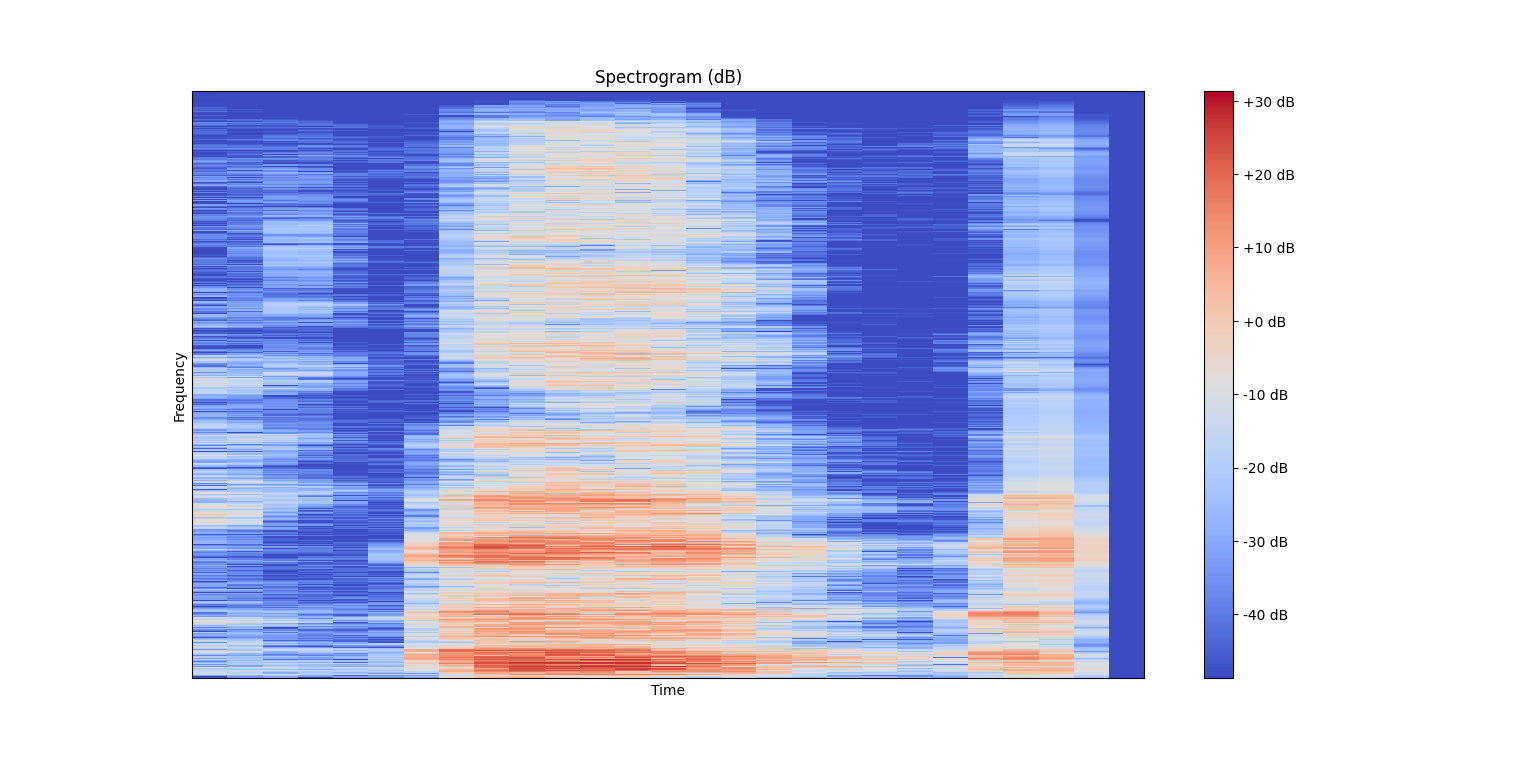 Spectrogram (dB)
Frequency
Time
+30 dB
+20 dB
+10 dB
+0 dB
-10 dB
-20 dB
-30 dB
-40 dB